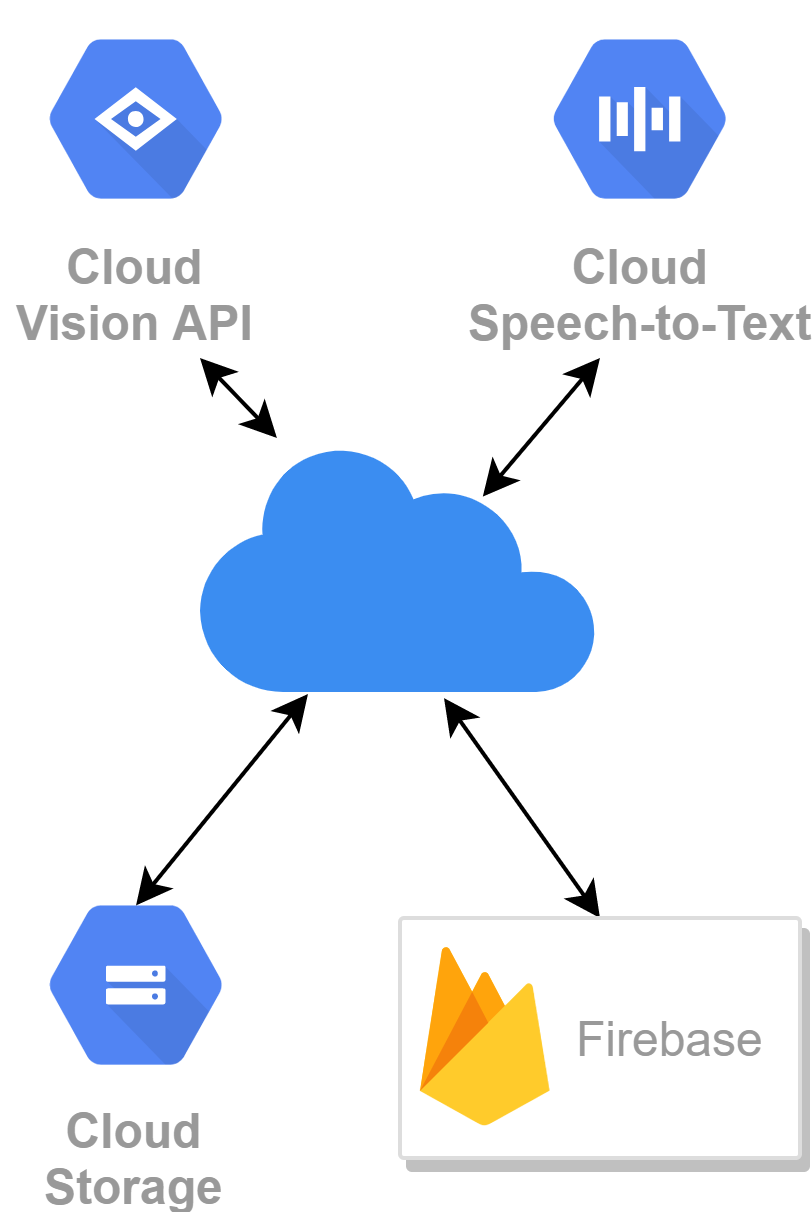 Cloud
Vision API
Cloud
Speech-to-Text
Cloud
Storage
Firebase